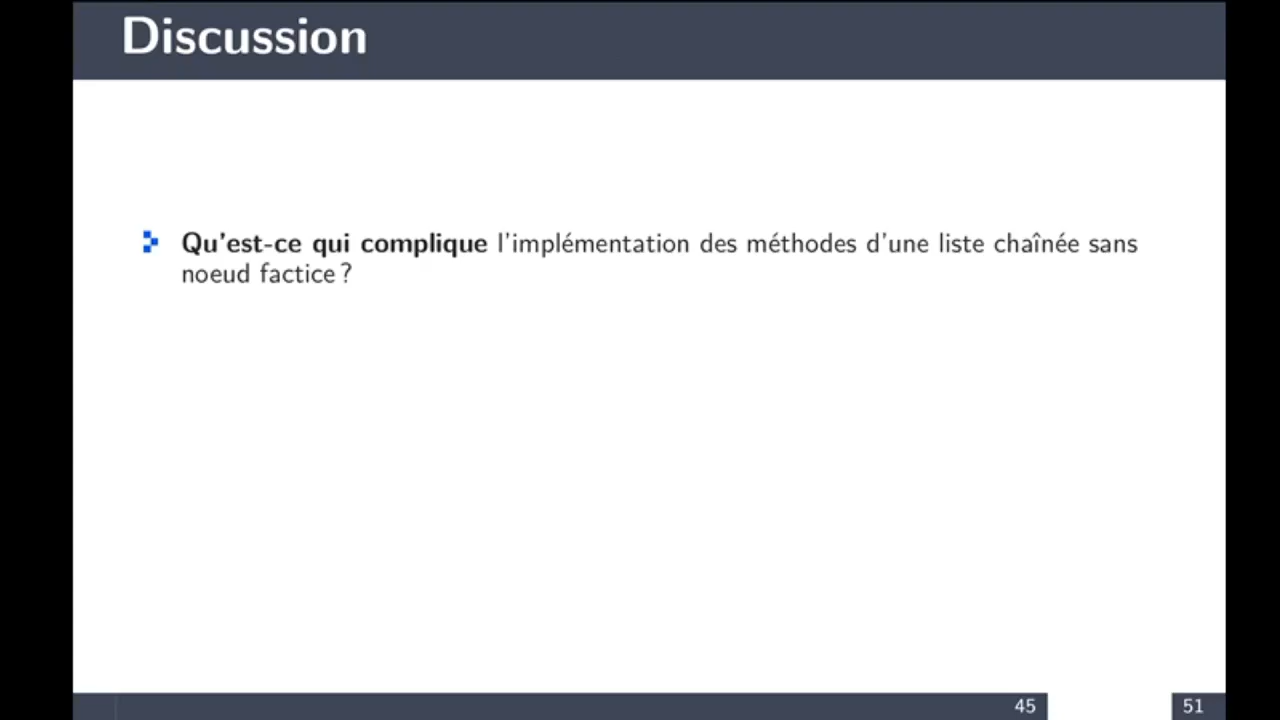 Discussion
Qu'est-ce qui complique l'implémentation des méthodes d'une liste chaînée sans
noeud factice ?
45
51